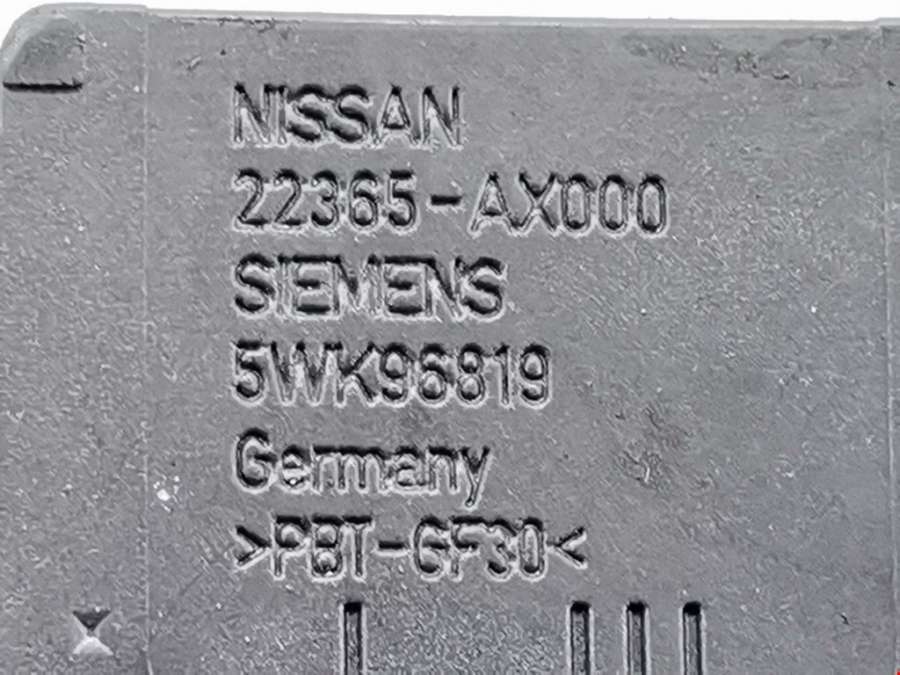 NISSAN
22365-AX000
SIEMENS
5WK96819
Germany
>PBT-GF30<